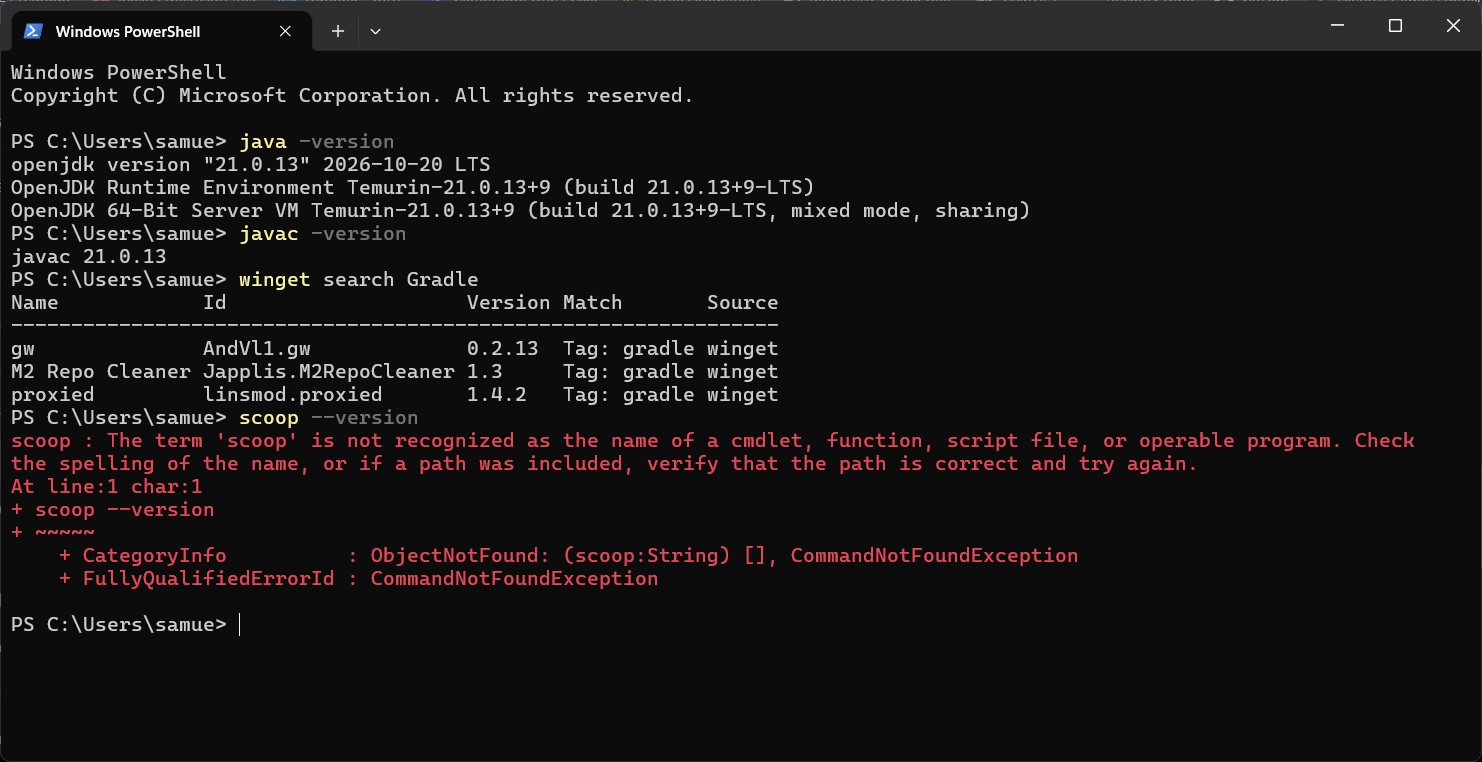 Windows PowerShell
Windows PowerShell
Copyright (C) Microsoft Corporation. All rights reserved.
PS C:\Users\samue> java -version
openjdk version "21.0.13" 2026-10-20 LTS
OpenJDK Runtime Environment Temurin-21.0.13+9 (build 21.0.13+9-LTS)
OpenJDK 64-Bit Server VM Temurin-21.0.13+9 (build 21.0.13+9-LTS, mixed mode, sharing)
PS C:\Users\samue> javac -version
javac 21.0.13
PS C:\Users\samue> winget search Gradle
Name            Id                    Version Match       Source
----------------------------------------------------------------
gw              AndVl1.gw             0.2.13  Tag: gradle winget
M2 Repo Cleaner Japplis.M2RepoCleaner 1.3     Tag: gradle winget
proxied         linsmod.proxied       1.4.2   Tag: gradle winget
PS C:\Users\samue> scoop --version
scoop : The term 'scoop' is not recognized as the name of a cmdlet, function, script file, or operable program. Check
the spelling of the name, or if a path was included, verify that the path is correct and try again.
At line:1 char:1
+ scoop --version
+ ~~~~~
    + CategoryInfo          : ObjectNotFound: (scoop:String) [], CommandNotFoundException
    + FullyQualifiedErrorId : CommandNotFoundException
PS C:\Users\samue>